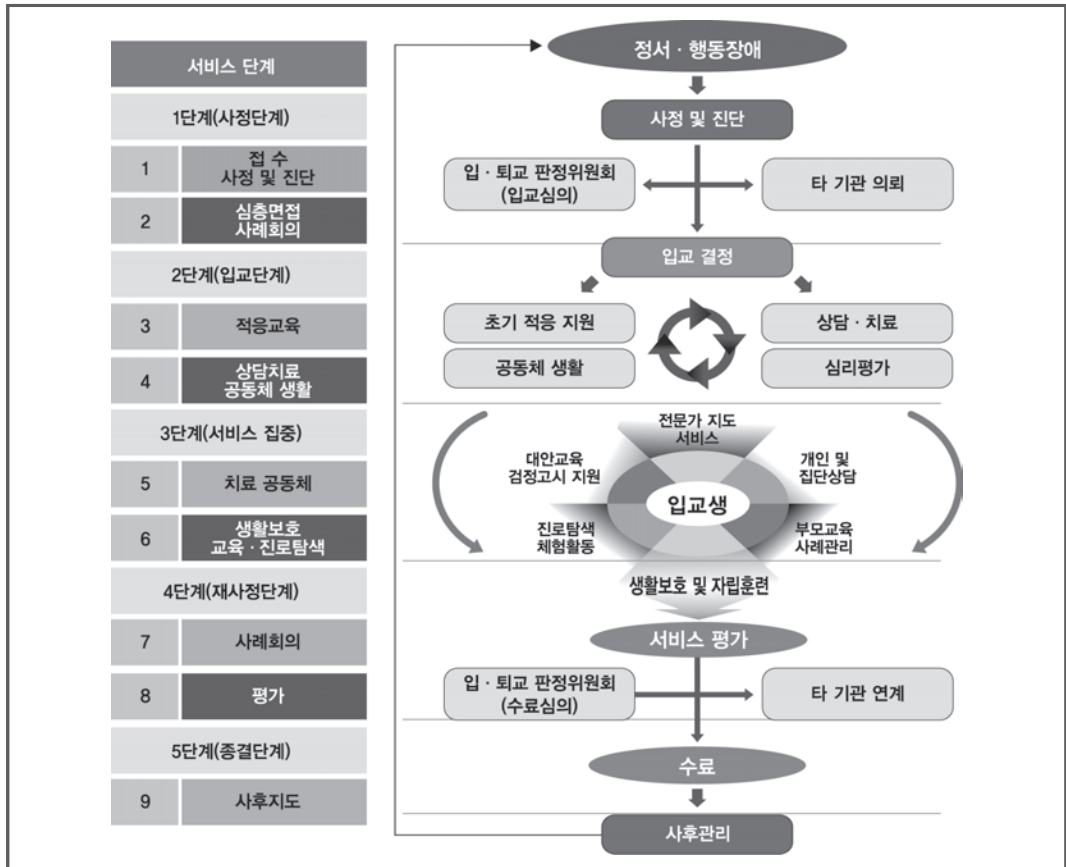 서비스 단계
1단계(사정단계)
1
접 수
사정 및 진단
2
심층면접
사례회의
2단계(입교단계)
3
적응교육
4
상담치료
공동체 생활
3단계(서비스 집중)
5
치료 공동체
6
생활보호
교육 · 진로탐색
4단계(재사정단계)
7
사례회의
8
평가
5단계(종결단계)
9
사후지도
정서 · 행동장애
사정 및 진단
입 · 퇴교 판정위원회
(입교심의)
타 기관 의뢰
입교 결정
초기 적응 지원
상담 · 치료
공동체 생활
심리평가
전문가 지도
서비스
대안교육
검정고시 지원
개인 및
집단상담
입교생
진로탐색
체험활동
부모교육
사례관리
생활보호 및 자립훈련
서비스 평가
입 · 퇴교 판정위원회
(수료심의)
타 기관 연계
수료
사후관리